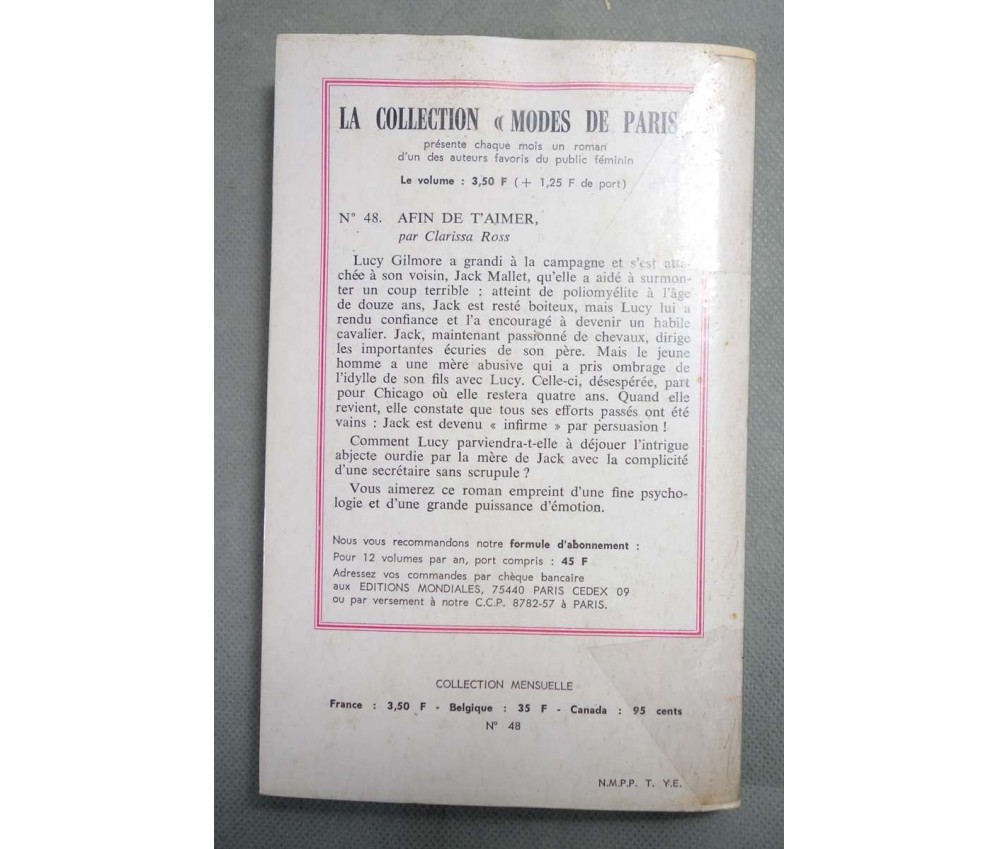 LA COLLECTION « MODES DE PARIS
présente chaque mois un roman
d'un des auteurs favoris du public féminin
Le volume : 3,50 F (+ 1,25 F de port)
N° 48. AFIN DE T'AIMER,
par Clarissa Ross
Lucy Gilmore a grandi à la campagne et s'est atta-
chée à son voisin, Jack Mallet, qu'elle a aidé à surmon-
ter un coup terrible : atteint de poliomyélite à l'âge
de douze ans, Jack est resté boiteux, mais Lucy lui a
rendu confiance et l'a encouragé à devenir un habile
cavalier. Jack, maintenant passionné de chevaux, dirige
les importantes écuries de son père. Mais le jeune
homme a une mère abusive qui a pris ombrage de
l'idylle de son fils avec Lucy. Celle-ci, désespérée, part
pour Chicago où elle restera quatre ans. Quand elle
revient, elle constate que tous ses efforts passés ont été
vains : Jack est devenu « infirme » par persuasion !
Comment Lucy parviendra-t-elle à déjouer l'intrigue
abjecte ourdie par la mère de Jack avec la complicité
d'une secrétaire sans scrupule ?
Vous aimerez ce roman empreint d'une fine psycho-
logie et d'une grande puissance d'émotion.
Nous vous recommandons notre formule d'abonnement :
Pour 12 volumes par an, port compris : 45 F
Adressez vos commandes par chèque bancaire
aux EDITIONS MONDIALES, 75440 PARIS CEDEX 09
ou par versement à notre C.C.P. 8782-57 à PARIS.
COLLECTION MENSUELLE
France : 3,50 F - Belgique : 35 F - Canada : 95 cents
N° 48
N.M.P.P. T. Y.E.